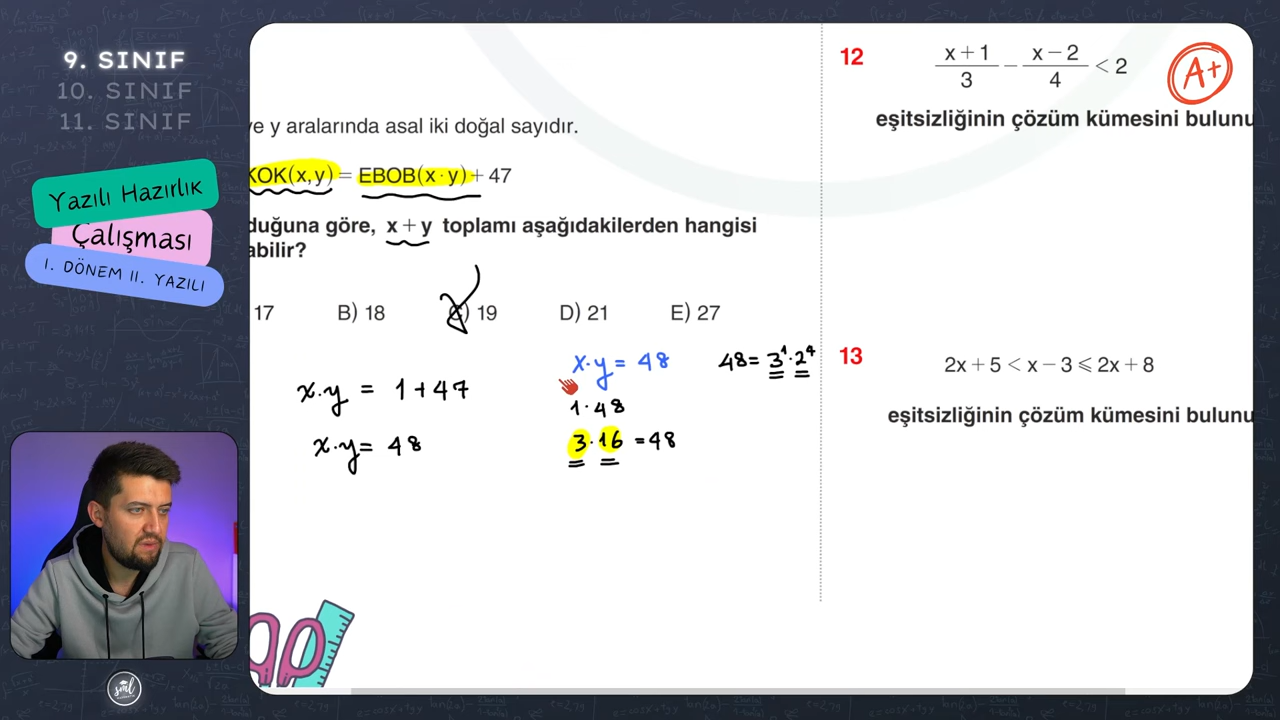 9. SINIF
10. SINIF
11. SINIF
Yazılı Hazırlık
Çalışması
I. DÖNEM II. YAZILI
sml
ve y aralarında asal iki doğal sayıdır.
KOK(x,y) = EBOB(x · y) + 47
duğuna göre, x + y toplamı aşağıdakilerden hangisi
abilir?
17 B) 18 C) 19 D) 21 E) 27
x.y = 1+47
x.y = 48
x.y = 48
1.48
3.16 = 48
48 = 3¹.2⁴
12
x + 1 / 3 − x − 2 / 4 < 2
A+
eşitsizliğinin çözüm kümesini bulunu
13
2x + 5 < x − 3 ⩽ 2x + 8
eşitsizliğinin çözüm kümesini bulunu